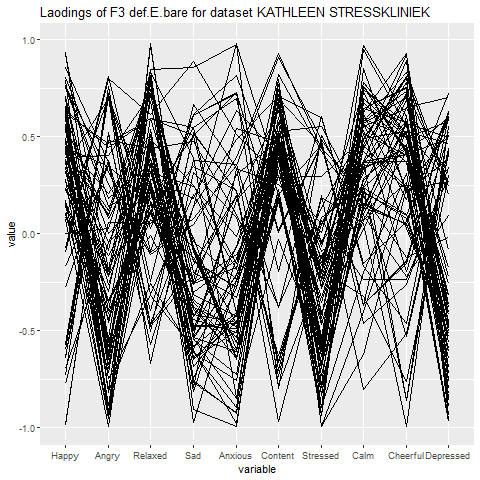 Laodings of F3 def.E.bare for dataset KATHLEEN STRESSKLINIEK
1.0
0.5
0.0
-0.5
-1.0
value
Happy Angry Relaxed Sad Anxious Content Stressed Calm Cheerful Depressed
variable